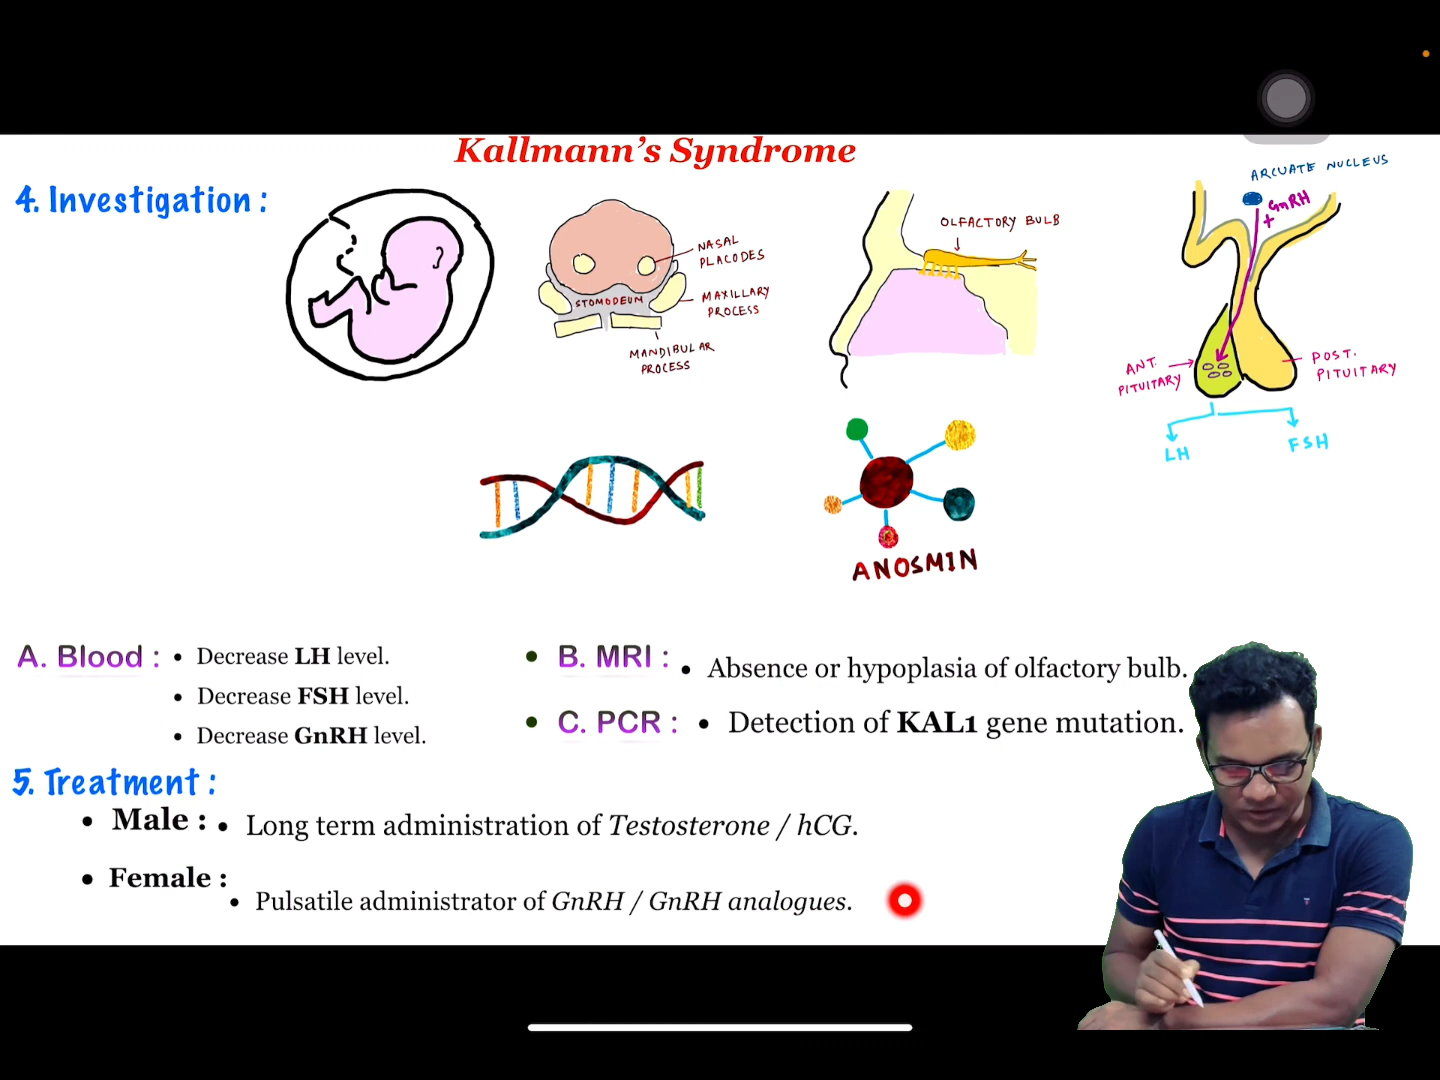 Kallmann's Syndrome
4. Investigation :
ARCUATE NUCLEUS
GnRH
+
OLFACTORY BULB
NASAL
PLACODES
STOMODEUM
MAXILLARY
PROCESS
MANDIBULAR
PROCESS
ANT.
PITUITARY
POST.
PITUITARY
LH
FSH
ANOSMIN
A. Blood : • Decrease LH level.
• Decrease FSH level.
• Decrease GnRH level.
• B. MRI : • Absence or hypoplasia of olfactory bulb.
• C. PCR : • Detection of KAL1 gene mutation.
5. Treatment :
• Male : • Long term administration of Testosterone / hCG.
• Female :
• Pulsatile administrator of GnRH / GnRH analogues.